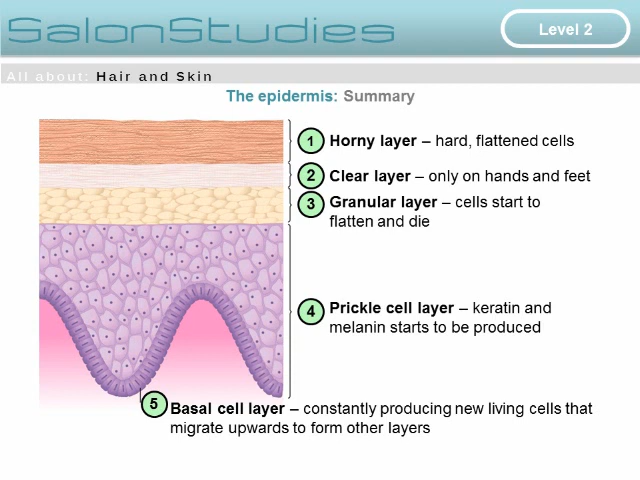 SalonStudies
Level 2
All about: Hair and Skin
The epidermis: Summary
1 Horny layer – hard, flattened cells
2 Clear layer – only on hands and feet
3 Granular layer – cells start to
flatten and die
4 Prickle cell layer – keratin and
melanin starts to be produced
5 Basal cell layer – constantly producing new living cells that
migrate upwards to form other layers